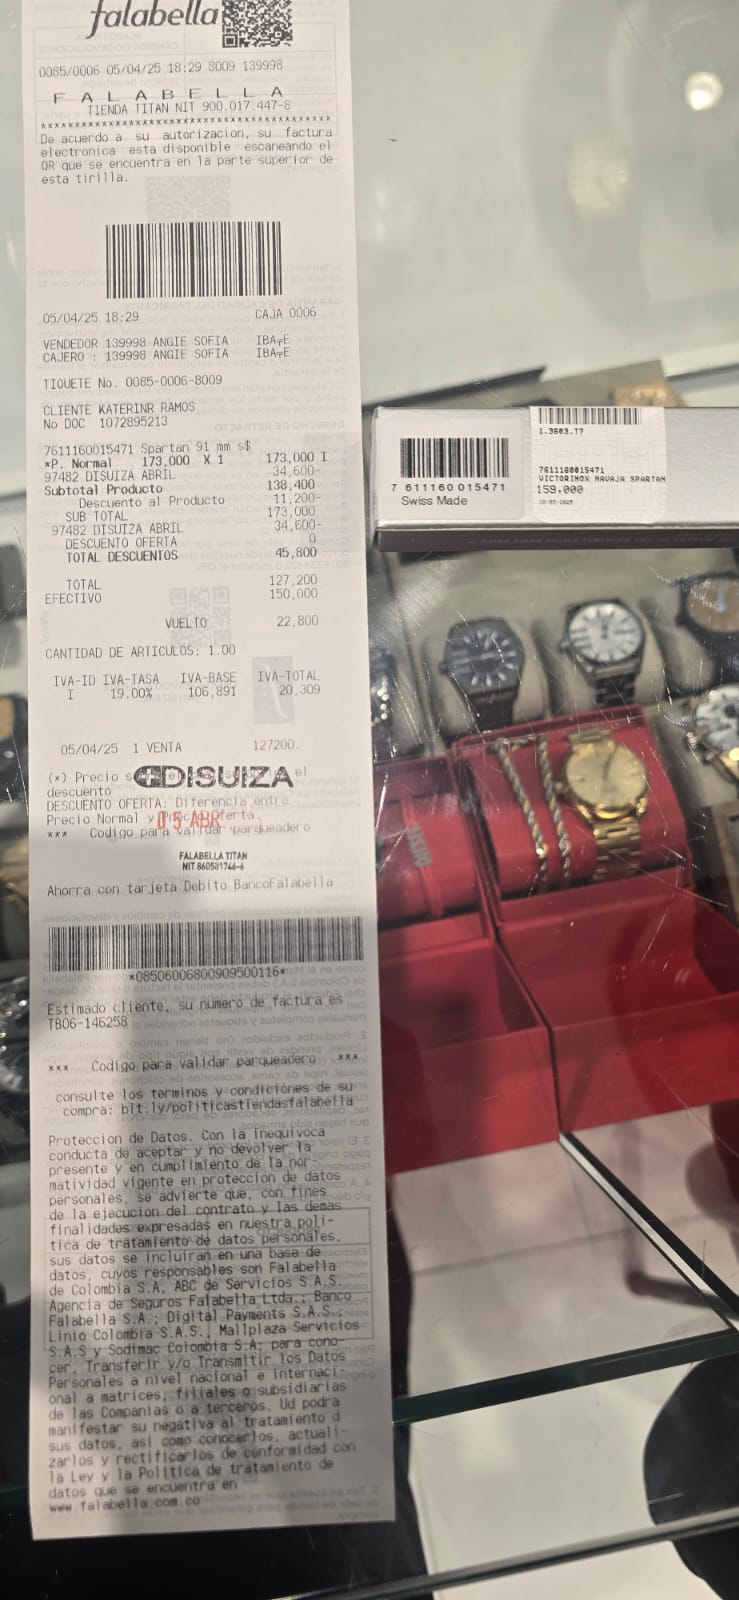 falabella
0085/0006 05/04/25 18:29 8009 139998
F A L A B E L L A
TIENDA TITAN NIT 900.017.447-8
****************************************
De acuerdo a su autorizacion, su factura
electronica esta disponible escaneando el
QR que se encuentra en la parte superior de
esta tirilla.
05/04/25 18:29 CAJA 0006
VENDEDOR 139998 ANGIE SOFIA
CAJERO : 139998 ANGIE SOFIA
TIQUETE No. 0085-0006-8009
CLIENTE KATERINR RAMOS
No DOC 1072895213
7611160015471 Spartan 91 mm s$
*P. Normal 173,000 X 1 173,000 I
97482 DISUIZA ABRIL 34,600-
Subtotal Producto 138,400
Descuento al Producto 11,200-
SUB TOTAL 173,000
97482 DISUIZA ABRIL 34,600-
DESCUENTO OFERTA 0
TOTAL DESCUENTOS 45,800
TOTAL 127,200
EFECTIVO 150,000
VUELTO 22,800
CANTIDAD DE ARTICULOS: 1.00
IVA-ID IVA-TASA IVA-BASE IVA-TOTAL
I 19.00% 106,891 20,309
05/04/25 1 VENTA 127200.
(*) Precio el
DISUIZA
descuento
DESCUENTO OFERTA: Diferencia entre
Precio Normal y Oferta.
05 ABR
*** Codigo para validar parqueadero
FALABELLA TITAN
NIT 860501746-6
Ahorra con tarjeta Debito BancoFalabella
*08506006800909500116*
Estimado cliente, su numero de factura es
TB06-146258
*** Codigo para validar parqueadero ***
consulte los terminos y condiciones de su
compra: bit.ly/politicastiendasfalabella
Proteccion de Datos. Con la inequivoca
conducta de aceptar y no devolver la
presente y en cumplimiento de la nor-
matividad vigente en proteccion de datos
personales, se advierte que, con fines
de la ejecucion del contrato y las demas
finalidades expresadas en nuestra poli-
tica de tratamiento de datos personales,
sus datos se incluiran en una base de
datos, cuyos responsables son Falabella
de Colombia S.A, ABC de Servicios S.A.S.
Agencia de Seguros Falabella Ltda.; Banco
Falabella S.A.; Digital Payments S.A.S.;
Linio Colombia S.A.S., Mallplaza Servicios
S.A.S y Sodimac Colombia S.A; para cono-
cer, Transferir y/o Transmitir los Datos
Personales a nivel nacional e internaci-
onal a matrices, filiales o subsidiarias
de las Companias o a terceros. Ud podra
manifestar su negativa al tratamiento d
sus datos, asi como conocerlos, actuali-
zarlos y rectificarlos de conformidad con
la Ley y la Politica de tratamiento de
datos que se encuentra en
www.falabella.com.co
7 611160 015471
Swiss Made
1.3603.T7
7611160015471
VICTORINOX NAVAJA SPARTAN
159,000